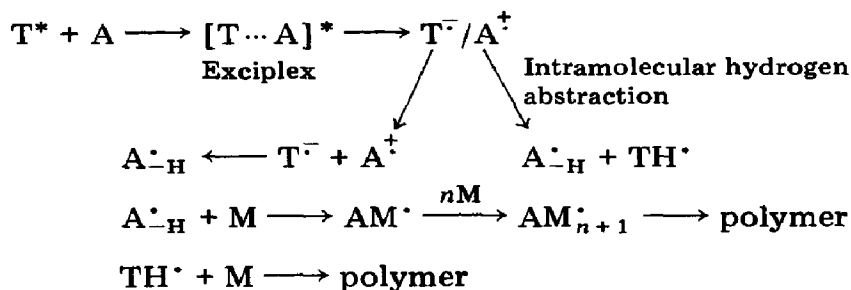 T* + A ⟶ [T ··· A]* ⟶ T⁻̇ / A⁺̇
Exciplex
Intramolecular hydrogen
abstraction
A˙₋H ⟵ T⁻̇ + A⁺̇ A˙₋H + TH˙
A˙₋H + M ⟶ AM˙ ⟶ nM AM˙ₙ₊₁ ⟶ polymer
TH˙ + M ⟶ polymer